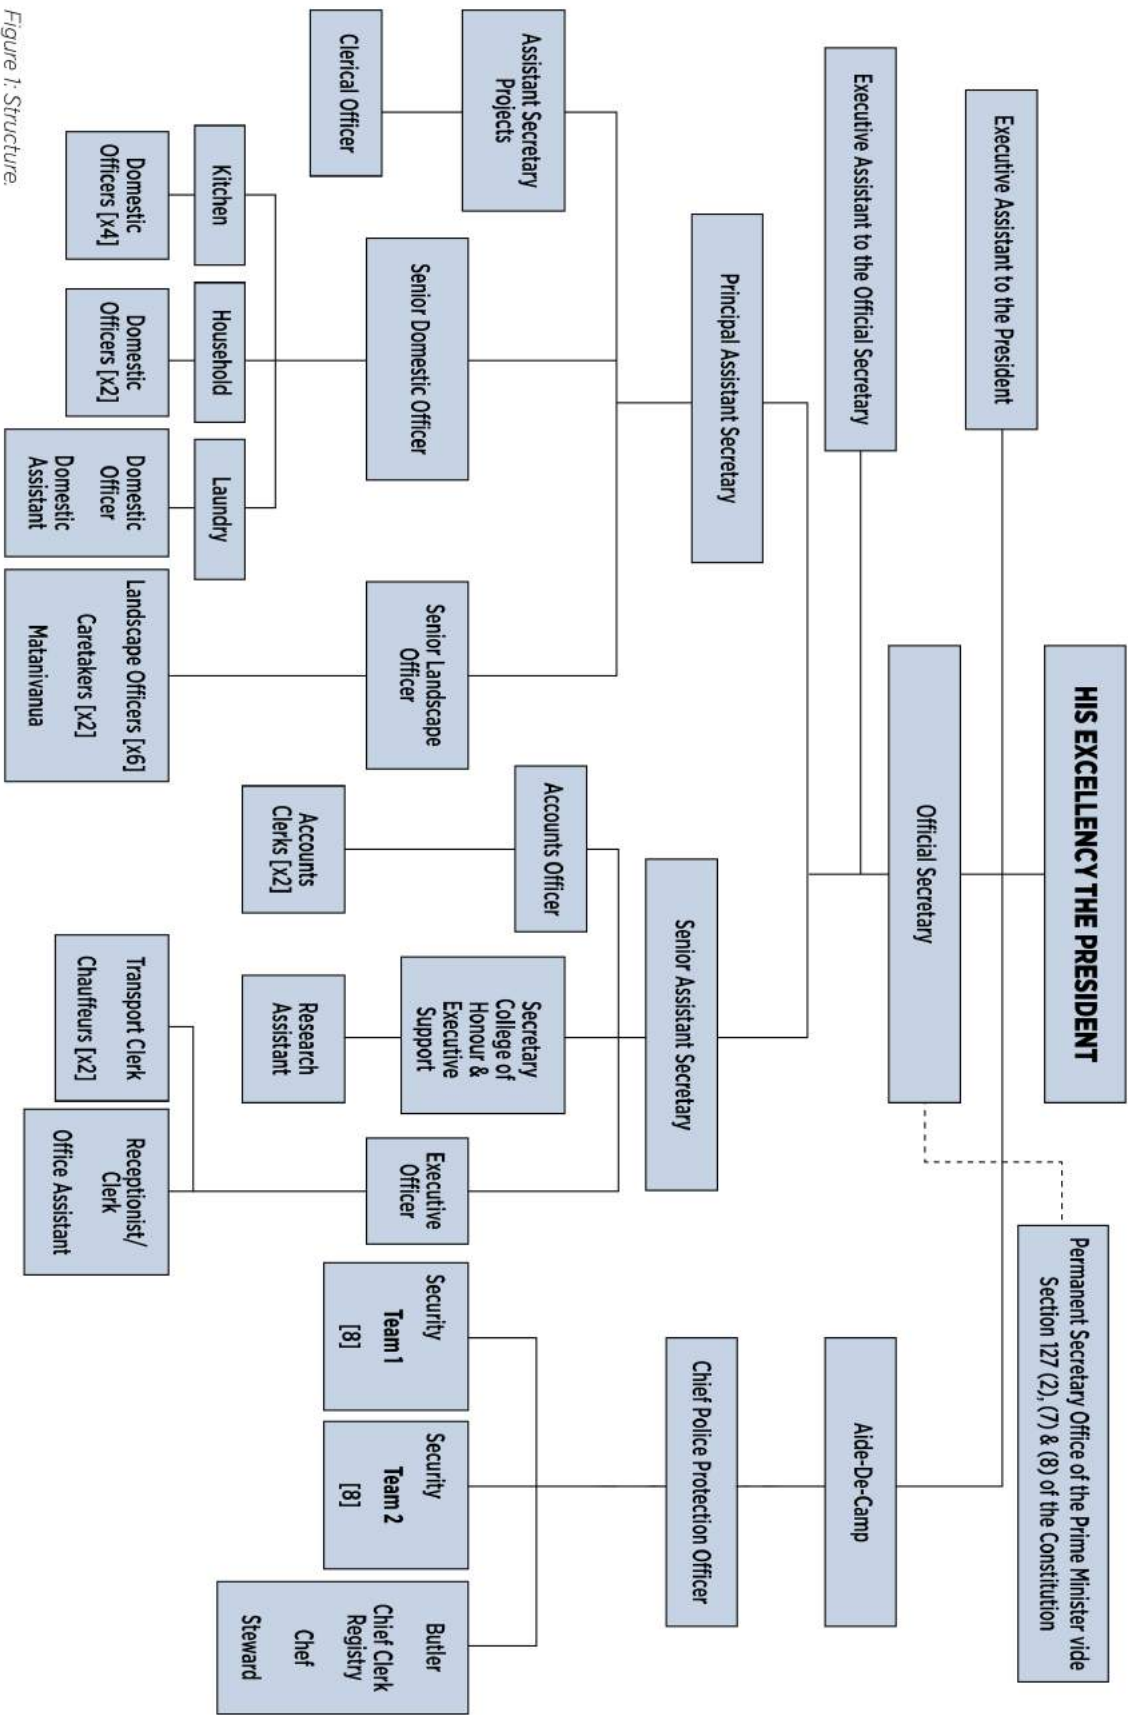 HIS EXCELLENCY THE PRESIDENT
Permanent Secretary Office of the Prime Minister vide
Section 127 (2), (7) & (8) of the Constitution
Executive Assistant to the President
Official Secretary
Executive Assistant to the Official Secretary
Aide-De-Camp
Principal Assistant Secretary
Senior Assistant Secretary
Chief Police Protection Officer
Assistant Secretary
Projects
Clerical Officer
Senior Domestic Officer
Senior Landscape
Officer
Accounts Officer
Secretary
College of
Honour &
Executive
Support
Executive
Officer
Security
Team 1
[8]
Security
Team 2
[8]
Butler
Chief Clerk
Registry
Chef
Steward
Accounts
Clerks [x2]
Research
Assistant
Kitchen
Household
Laundry
Domestic
Officers [x4]
Domestic
Officers [x2]
Domestic
Officer
Domestic
Assistant
Landscape Officers [x6]
Caretakers [x2]
Matanivanua
Transport Clerk
Chauffeurs [x2]
Receptionist/
Clerk
Office Assistant
Figure 1: Structure.